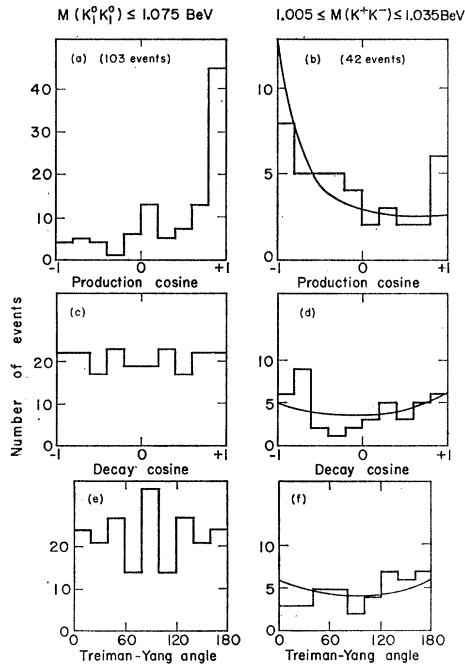 M (K₁⁰K₁⁰) ≤ 1.075 BeV
1.005 ≤ M (K⁺K⁻) ≤ 1.035 BeV
(a) (103 events)
40
30
20
10
0
-1 0 +1
Production cosine
(b) (42 events)
10
5
0
-1 0 +1
Production cosine
Number of events
(c)
20
10
0
-1 0 +1
Decay cosine
(d)
10
5
0
-1 0 +1
Decay cosine
(e)
20
10
0
0 60 120 180
Treiman-Yang angle
(f)
10
5
0
0 60 120 180
Treiman-Yang angle